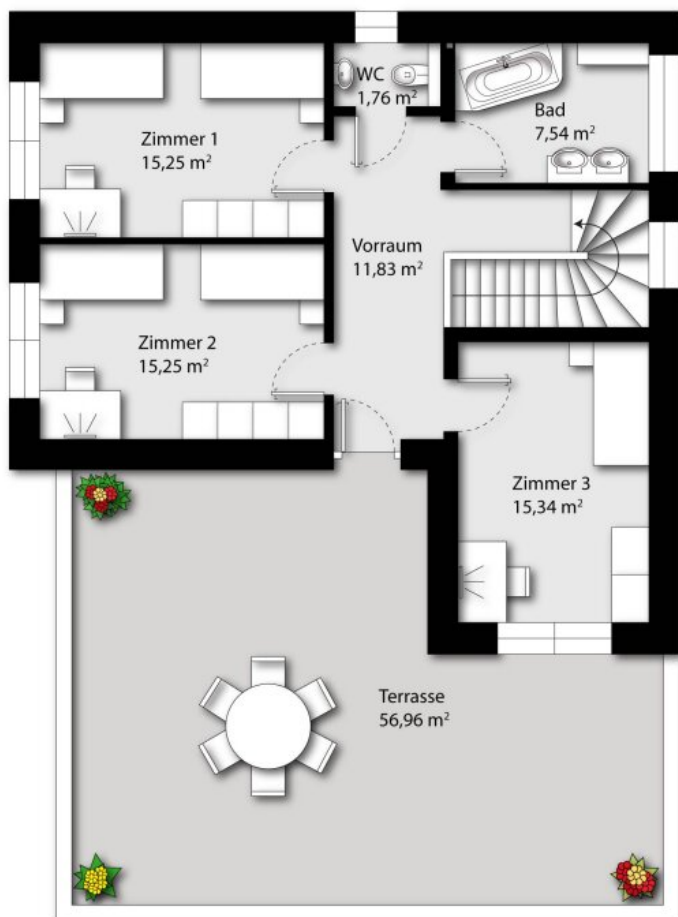 WC
1,76 m²
Bad
7,54 m²
Zimmer 1
15,25 m²
Vorraum
11,83 m²
Zimmer 2
15,25 m²
Zimmer 3
15,34 m²
Terrasse
56,96 m²